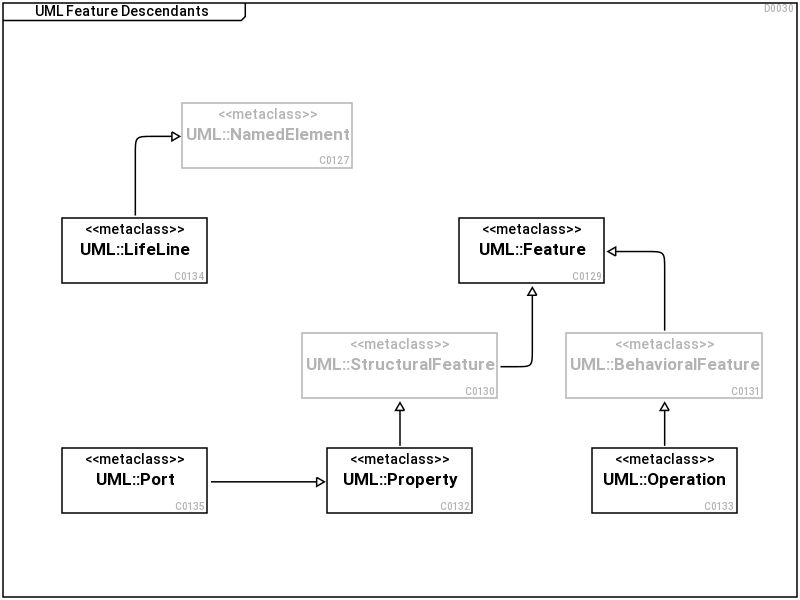 UML Feature Descendants
D0030
<<metaclass>>
UML::NamedElement
C0127
<<metaclass>>
UML::LifeLine
C0134
<<metaclass>>
UML::Feature
C0129
<<metaclass>>
UML::StructuralFeature
C0130
<<metaclass>>
UML::BehavioralFeature
C0131
<<metaclass>>
UML::Port
C0135
<<metaclass>>
UML::Property
C0132
<<metaclass>>
UML::Operation
C0133